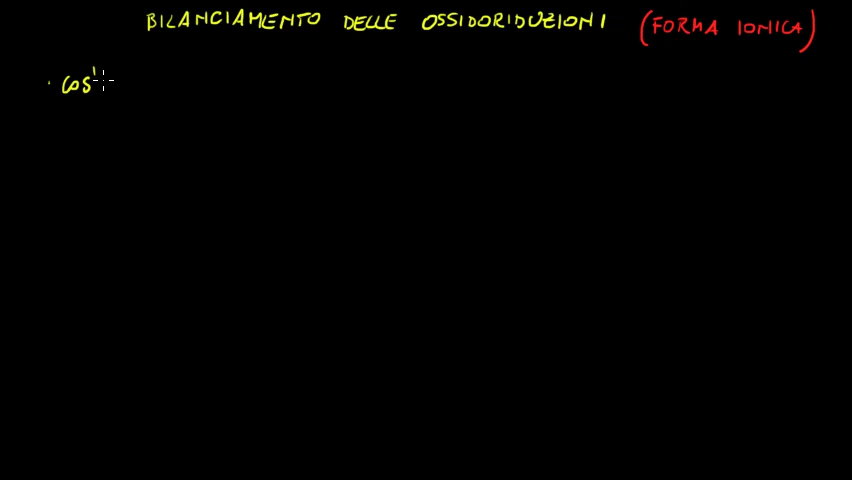 BILANCIAMENTO DELLE OSSIDORIDUZIONI (FORMA IONICA)
· cos'